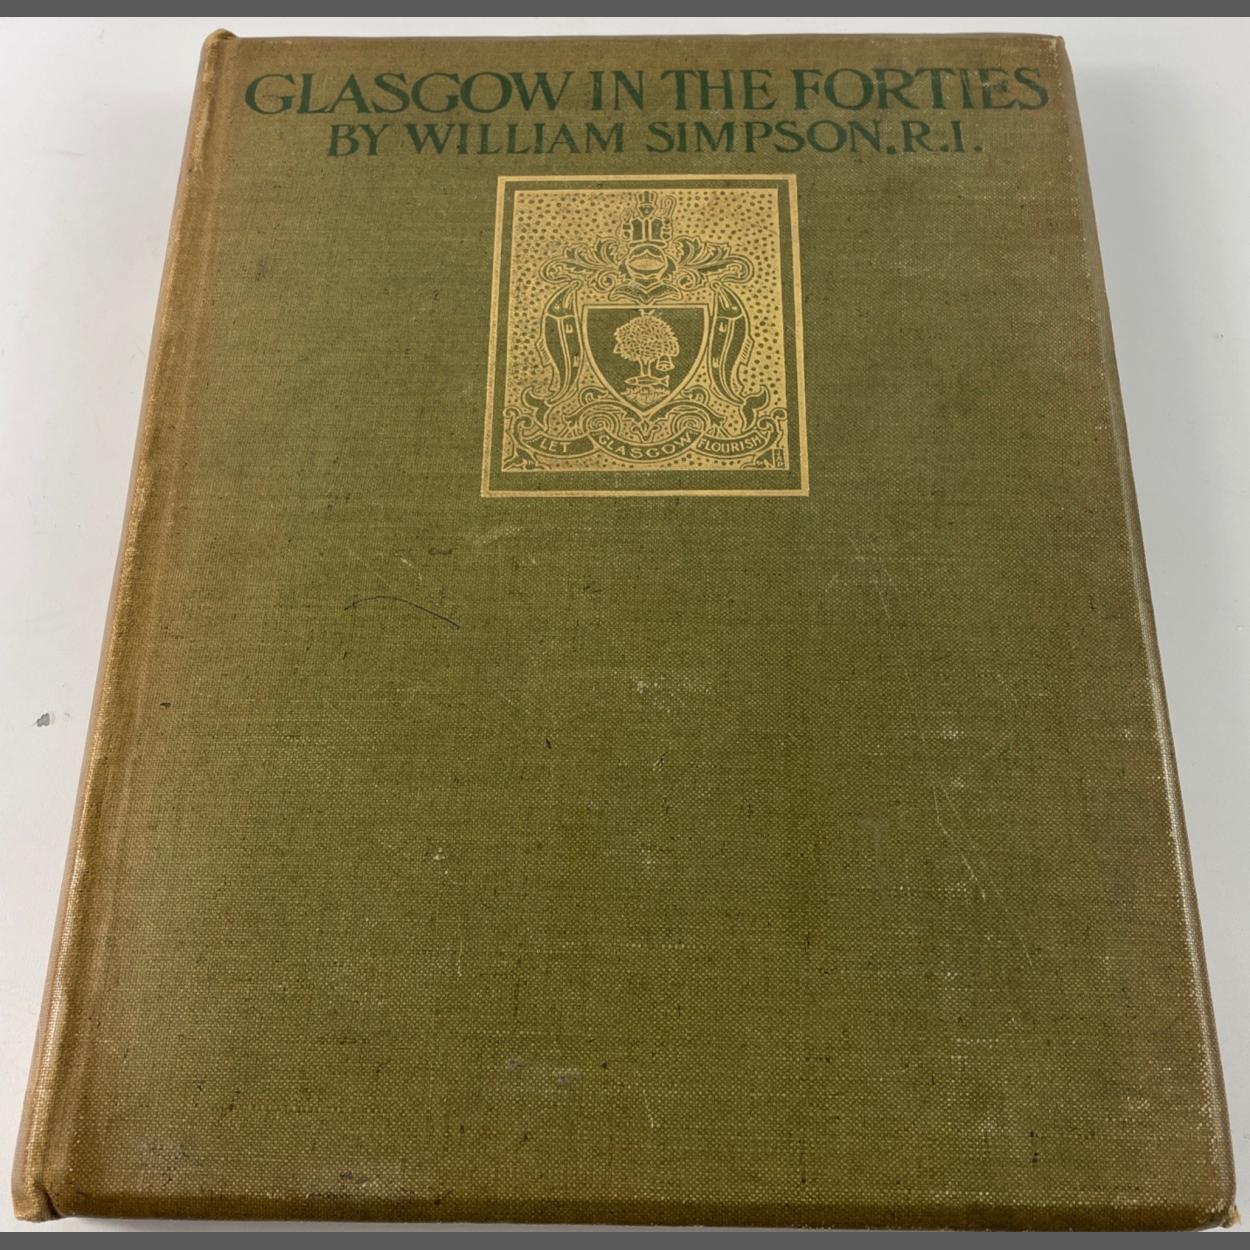 GLASGOW IN THE FORTIES
BY WILLIAM SIMPSON.R.I.
LET GLASGOW FLOURISH